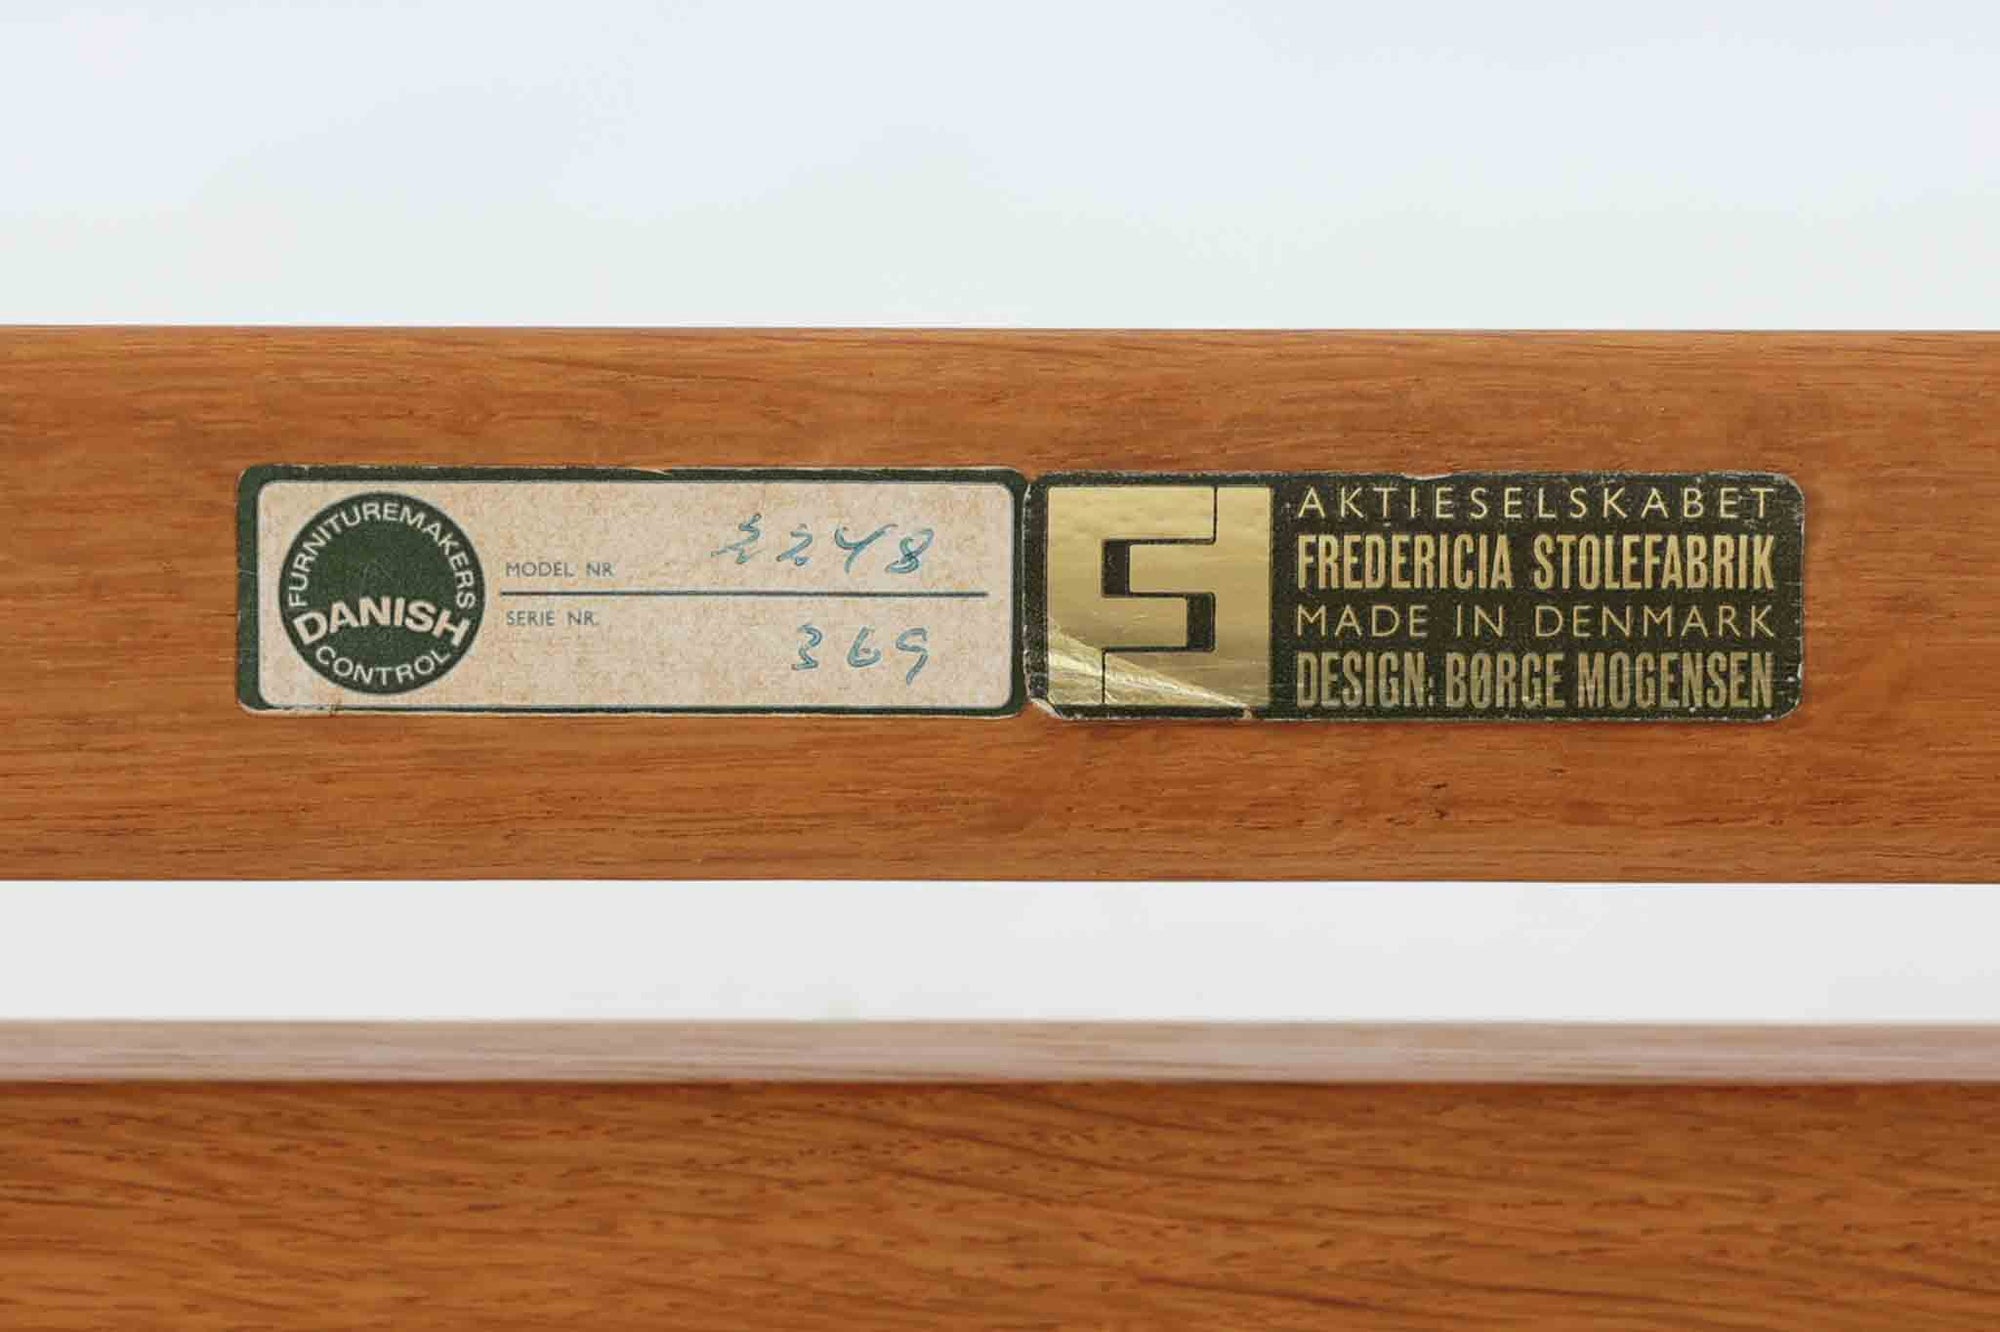 FURNITUREMAKERS
DANISH
CONTROL
MODEL NR
2248
SERIE NR.
369
AKTIESELSKABET
FREDERICIA STOLEFABRIK
MADE IN DENMARK
DESIGN: BØRGE MOGENSEN